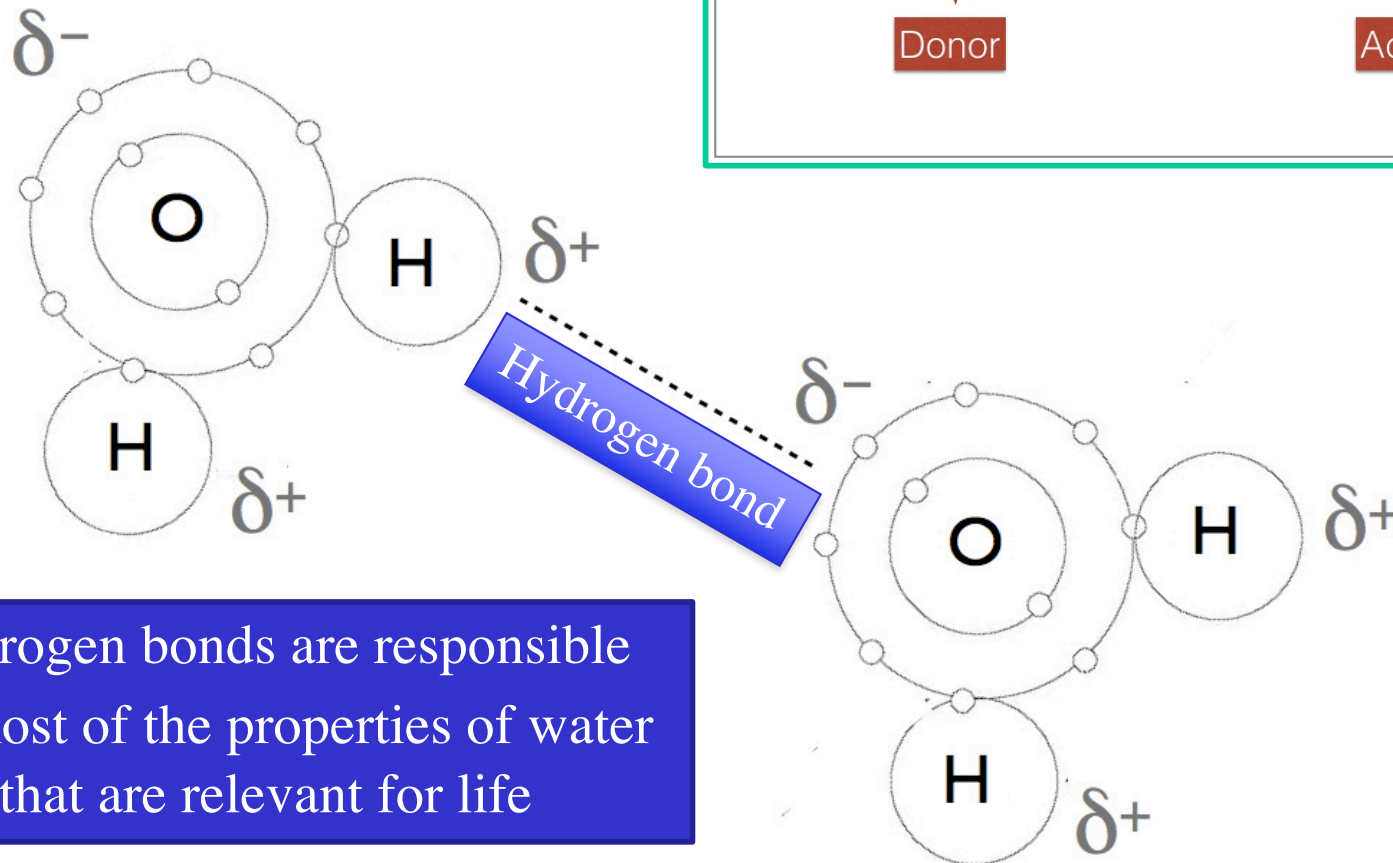 Donor
δ−
O
H
δ+
H
δ+
Hydrogen bond
δ−
O
H
δ+
H
δ+
rogen bonds are responsible
ost of the properties of water
that are relevant for life